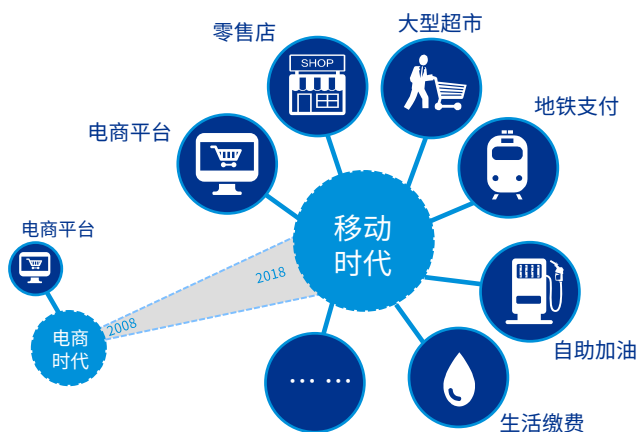 零售店
大型超市
SHOP
地铁支付
电商平台
移动
时代
电商平台
2018
2008
电商
时代
自助加油
…… 
生活缴费